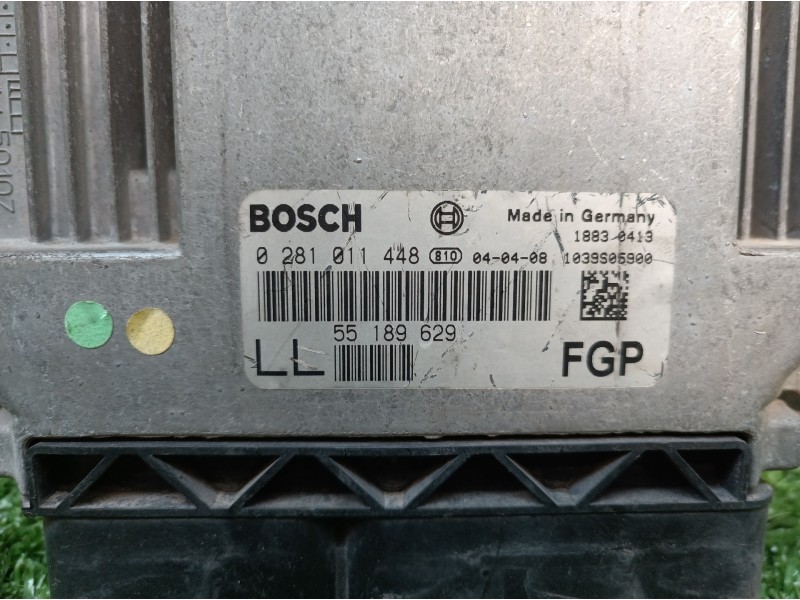 BOSCH Made in Germany
1883 0413
0 281 011 448 810 04-04-08 1039S05900
55 189 629
LL FGP